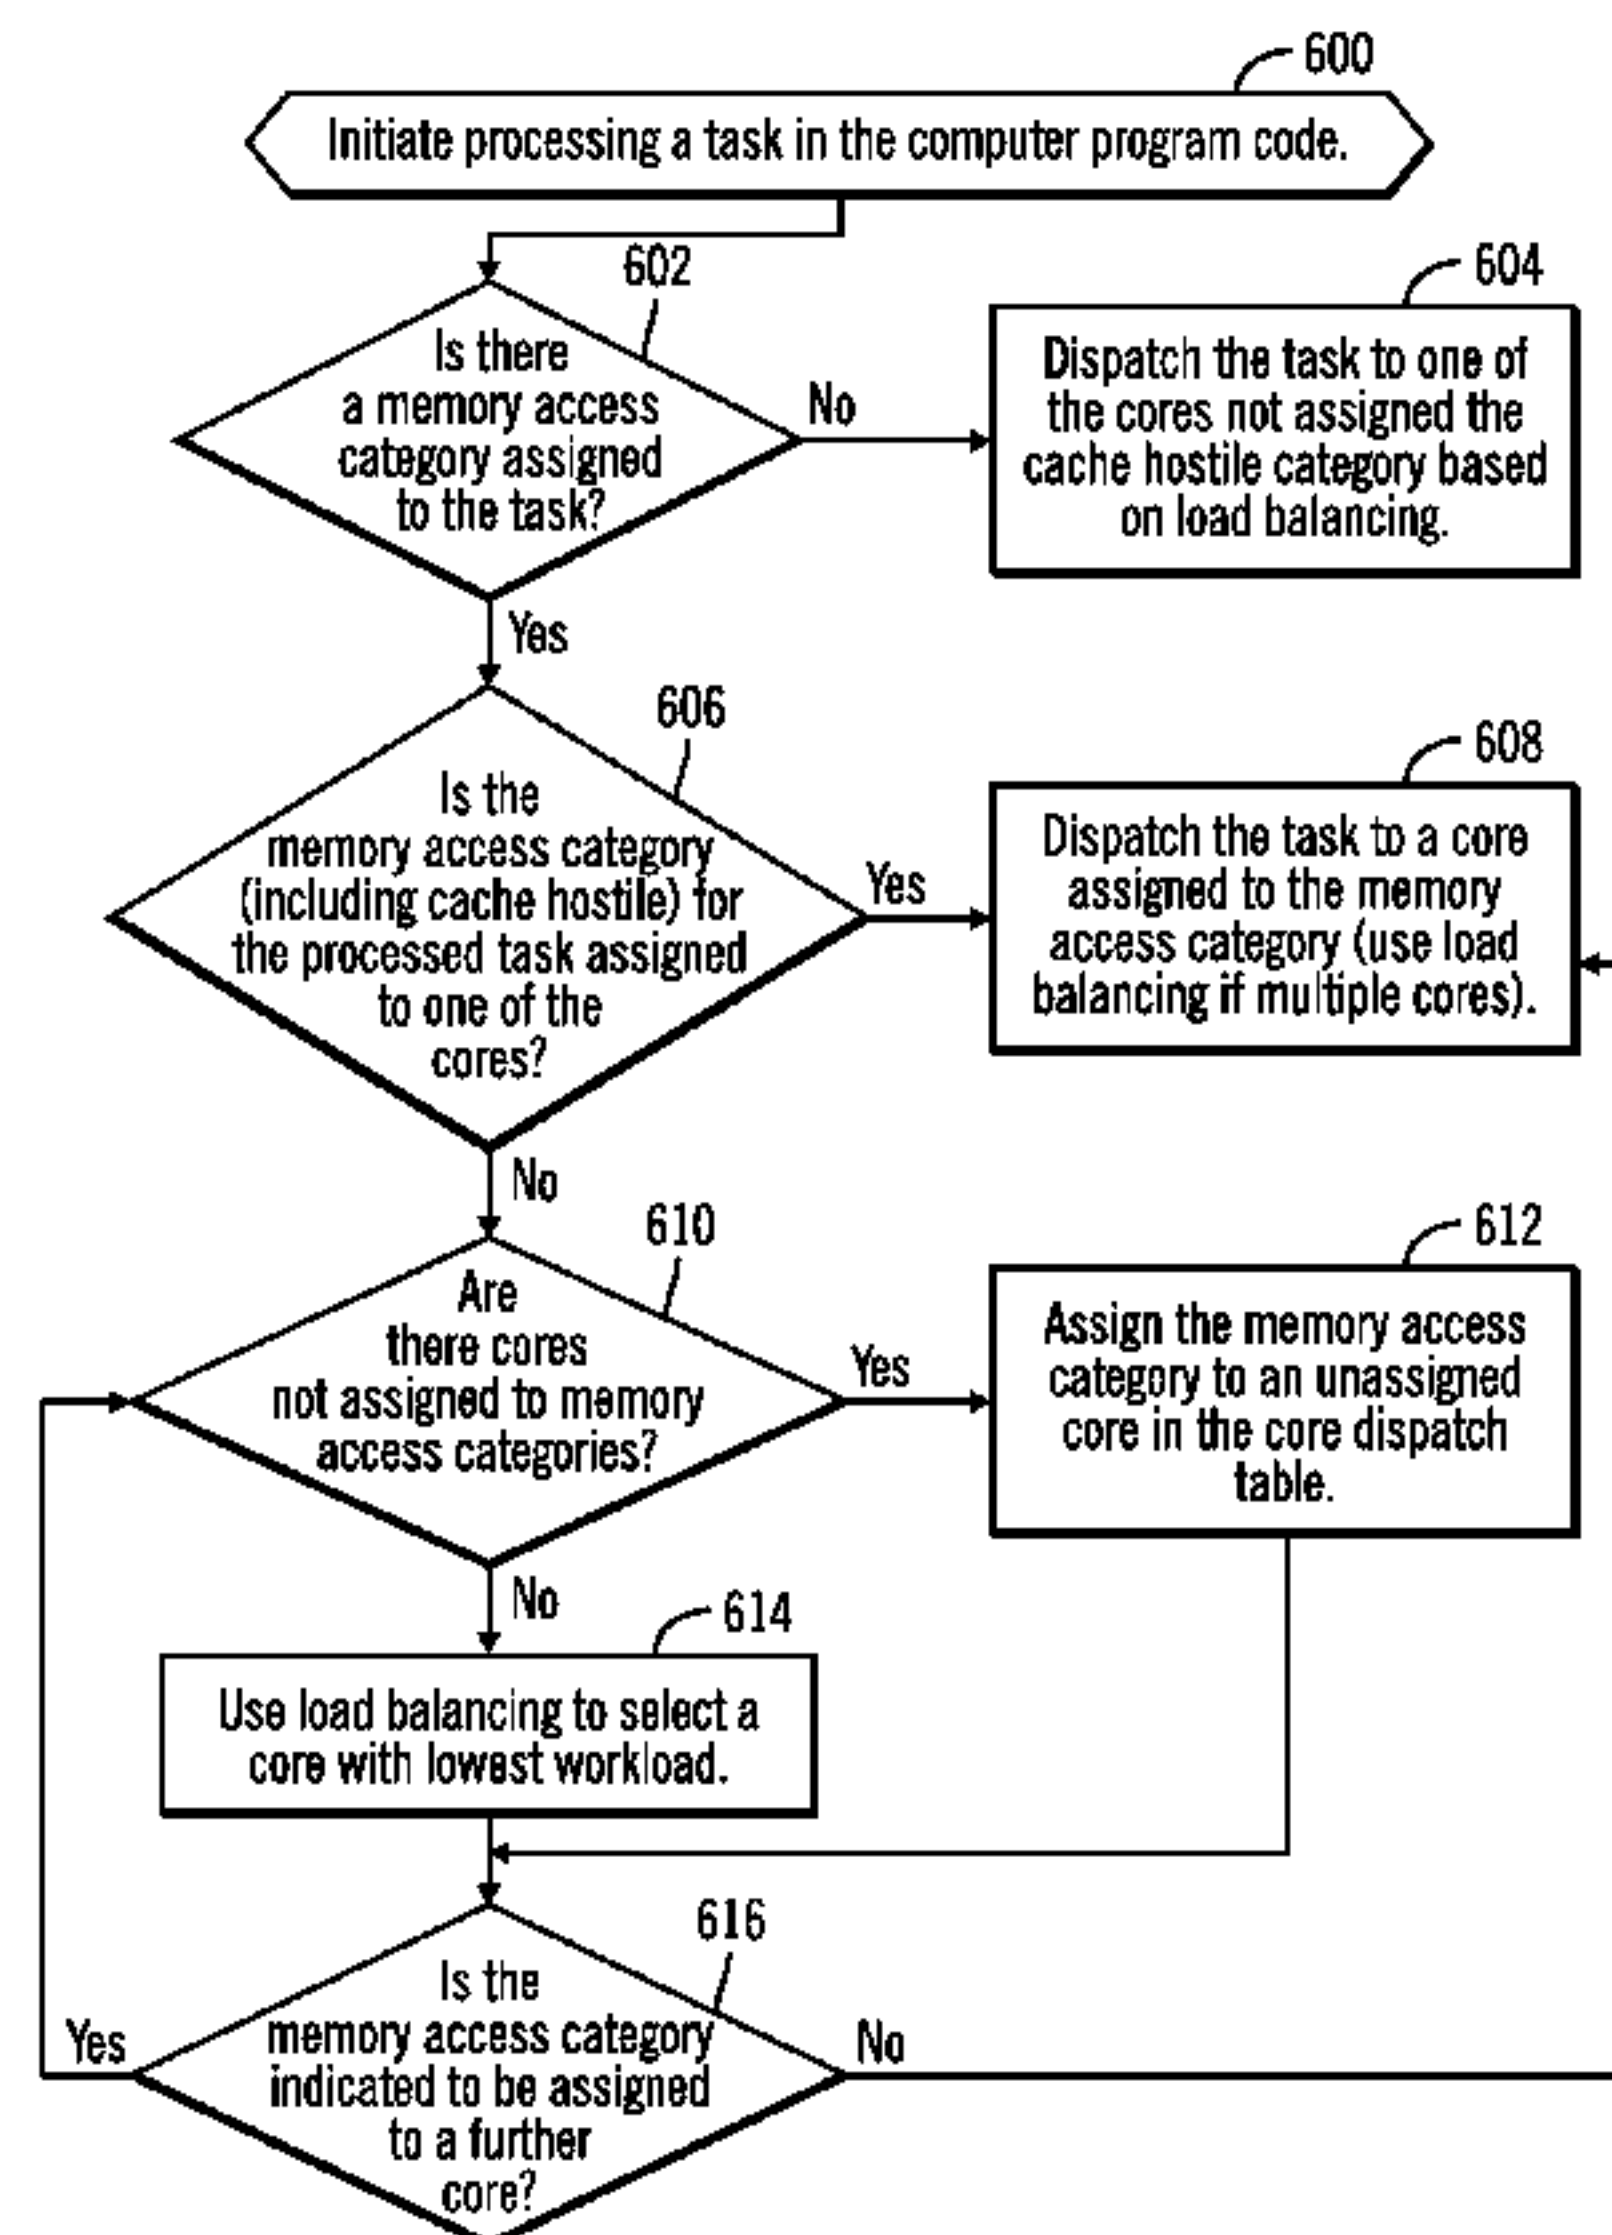 600
Initiate processing a task in the computer program code.
602
Is there
a memory access
category assigned
to the task?
No
Yes
604
Dispatch the task to one of
the cores not assigned the
cache hostile category based
on load balancing.
606
Is the
memory access category
(including cache hostile) for
the processed task assigned
to one of the
cores?
Yes
No
608
Dispatch the task to a core
assigned to the memory
access category (use load
balancing if multiple cores).
610
Are
there cores
not assigned to memory
access categories?
Yes
No
612
Assign the memory access
category to an unassigned
core in the core dispatch
table.
614
Use load balancing to select a
core with lowest workload.
616
Is the
memory access category
indicated to be assigned
to a further
core?
Yes
No